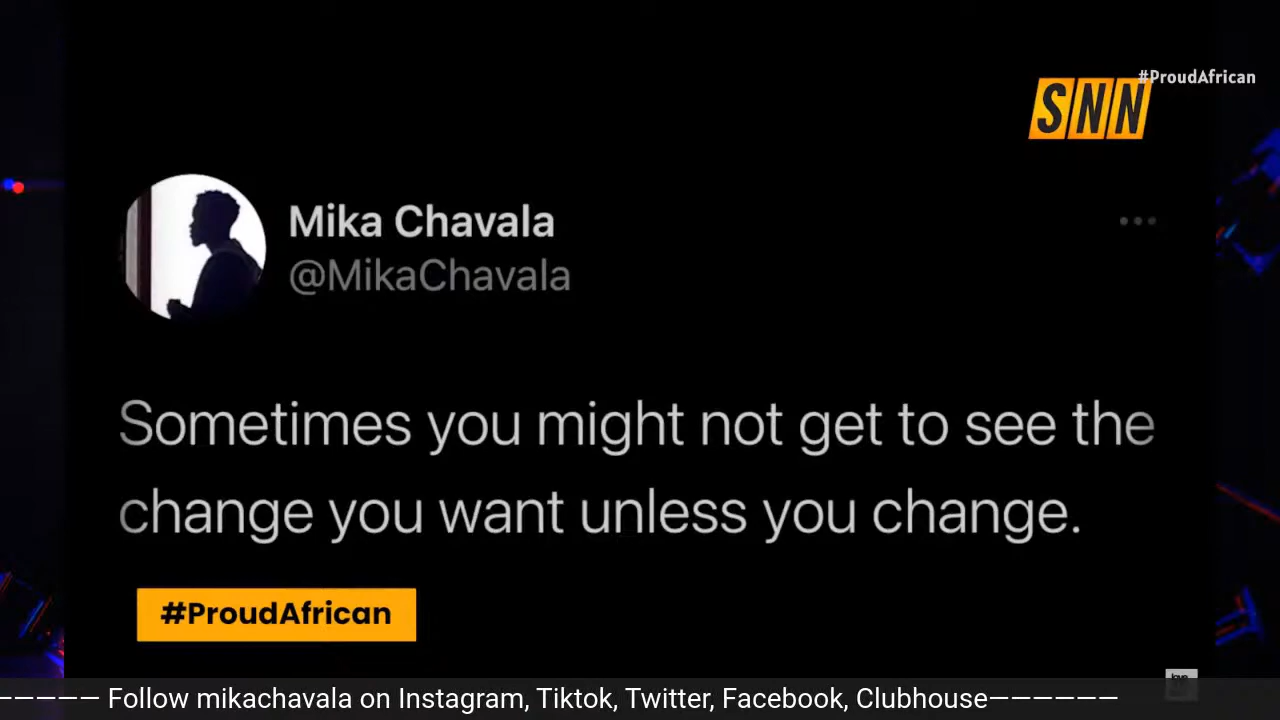 #ProudAfrican
SNN
Mika Chavala
@MikaChavala
Sometimes you might not get to see the
change you want unless you change.
#ProudAfrican
—————— Follow mikachavala on Instagram, Tiktok, Twitter, Facebook, Clubhouse——————